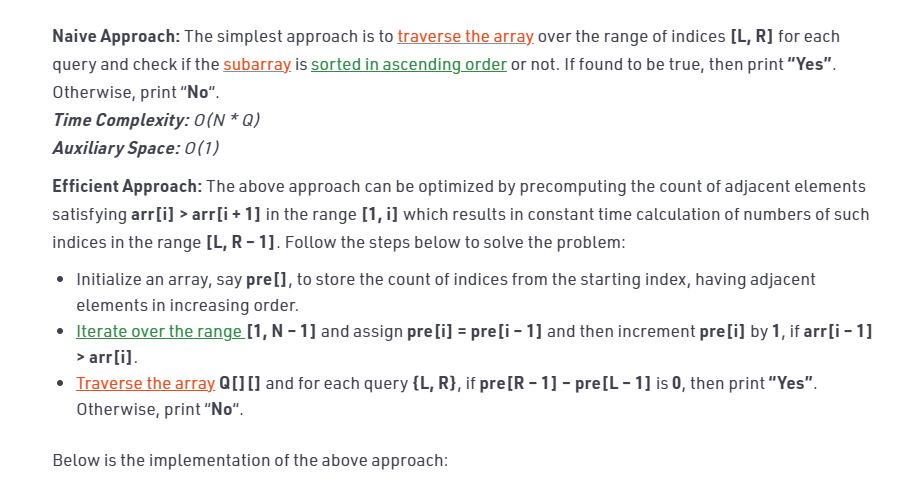 Naive Approach: The simplest approach is to traverse the array over the range of indices [L, R] for each
query and check if the subarray is sorted in ascending order or not. If found to be true, then print “Yes”.
Otherwise, print “No“.
Time Complexity: O(N * Q)
Auxiliary Space: O(1)
Efficient Approach: The above approach can be optimized by precomputing the count of adjacent elements
satisfying arr[i] > arr[i + 1] in the range [1, i] which results in constant time calculation of numbers of such
indices in the range [L, R – 1]. Follow the steps below to solve the problem:
• Initialize an array, say pre[], to store the count of indices from the starting index, having adjacent
elements in increasing order.
• Iterate over the range [1, N – 1] and assign pre[i] = pre[i – 1] and then increment pre[i] by 1, if arr[i – 1]
> arr[i].
• Traverse the array Q[][] and for each query {L, R}, if pre[R – 1] – pre[L – 1] is 0, then print “Yes”.
Otherwise, print “No“.
Below is the implementation of the above approach: